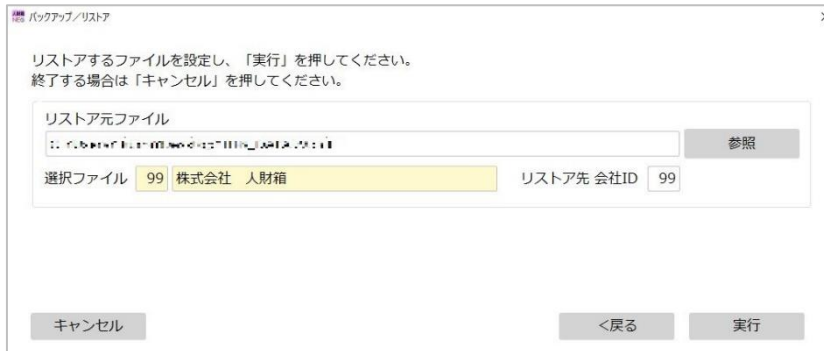 人財箱 NEO バックアップ／リストア
リストアするファイルを設定し、「実行」を押してください。
終了する場合は「キャンセル」を押してください。
リストア元ファイル
参照
選択ファイル 99 株式会社　人財箱 リストア先 会社ID 99
キャンセル <戻る 実行